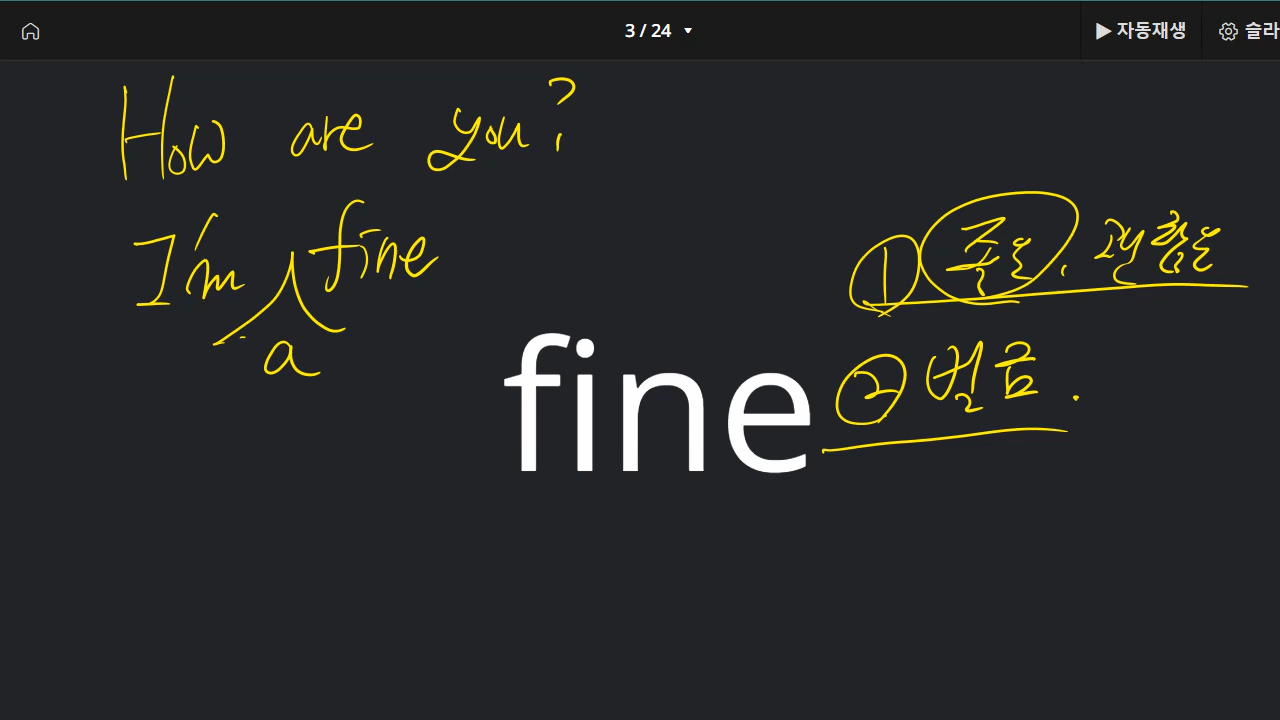 3 / 24
▶ 자동재생
슬라
How are you?
I'm fine
a
fine
① 좋은, 괜찮은
② 벌금.